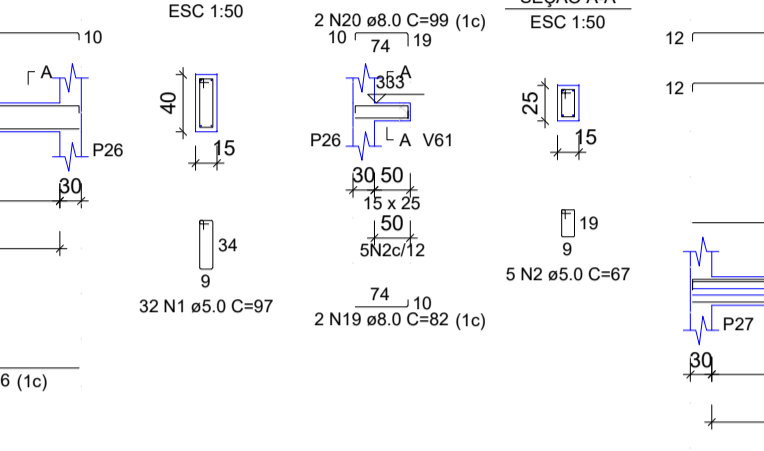 ESC 1:50
10
A
P26
30
6 (1c)
40
15
34
9
32 N1 ø5.0 C=97
2 N20 ø8.0 C=99 (1c)
10
74
19
A
333
P26
A
V61
30
50
15 x 25
50
5N2c/12
74
10
2 N19 ø8.0 C=82 (1c)
SEÇÃO A-A
ESC 1:50
25
15
19
9
5 N2 ø5.0 C=67
12
12
P27
30